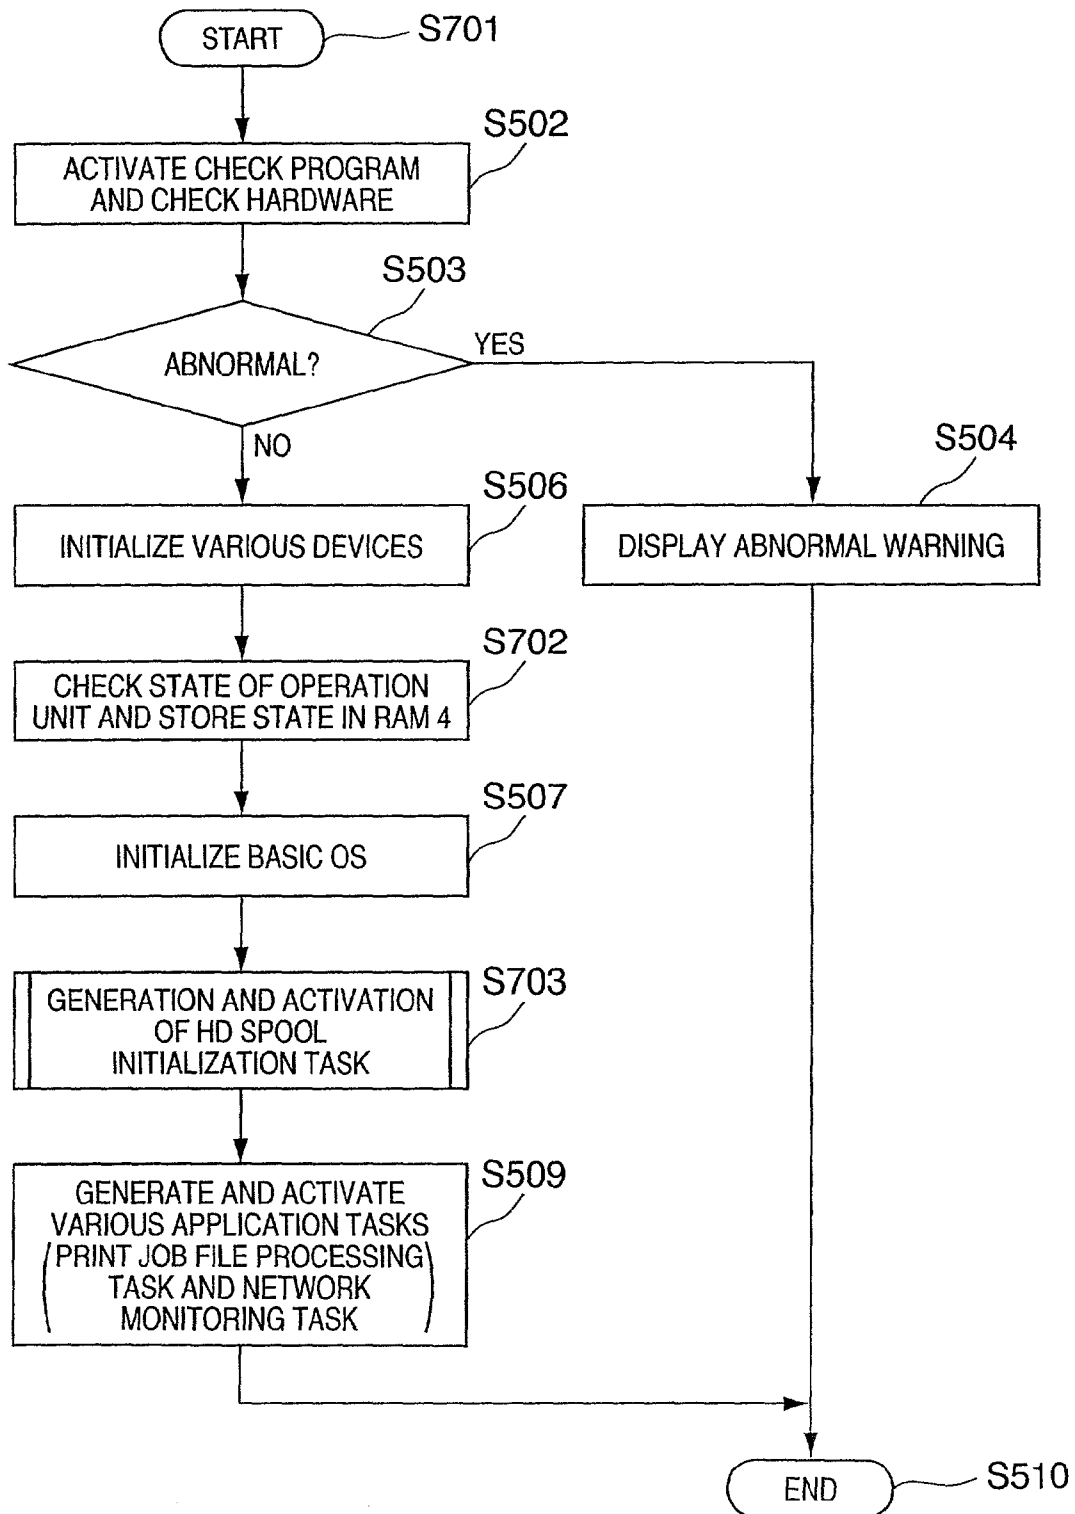 START
S701
S502
ACTIVATE CHECK PROGRAM
AND CHECK HARDWARE
S503
ABNORMAL?
YES
NO
S504
S506
INITIALIZE VARIOUS DEVICES
DISPLAY ABNORMAL WARNING
S702
CHECK STATE OF OPERATION
UNIT AND STORE STATE IN RAM 4
S507
INITIALIZE BASIC OS
S703
GENERATION AND ACTIVATION
OF HD SPOOL
INITIALIZATION TASK
S509
GENERATE AND ACTIVATE
VARIOUS APPLICATION TASKS
(PRINT JOB FILE PROCESSING
TASK AND NETWORK
MONITORING TASK)
END
S510